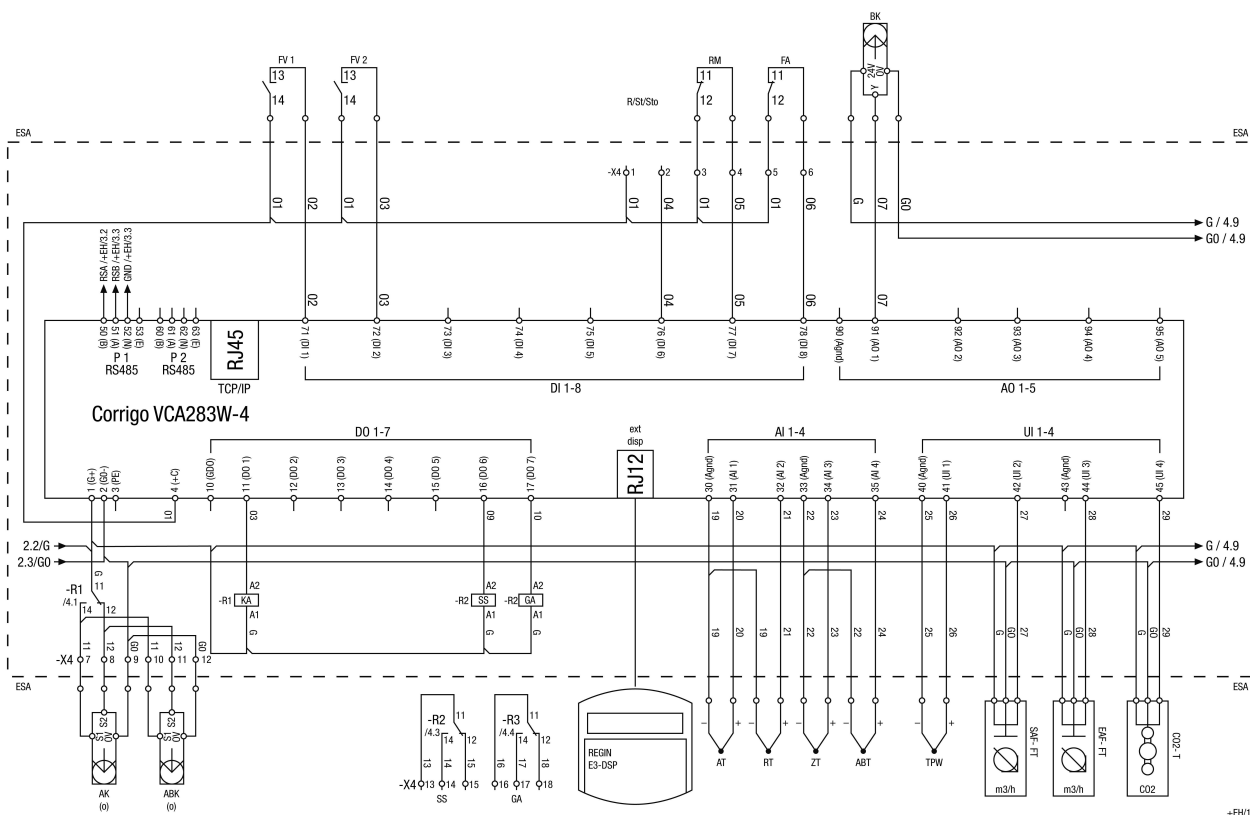 BK
FV 1
FV 2
RM
FA
24V
0V
Y
13
14
13
14
11
12
11
12
R/St/Sto
ESA
ESA
-X4
1
2
3
4
5
6
01
02
01
03
01
04
01
05
01
06
G
07
G0
G / 4.9
G0 / 4.9
RSA /+EH/3.2
RSB /+EH/3.3
GND /+EH/3.3
02
03
04
05
06
07
50 (B)
51 (A)
52 (N)
53 (E)
60 (B)
61 (A)
62 (N)
63 (E)
P 1
RS485
P 2
RS485
RJ45
TCP/IP
71 (DI 1)
72 (DI 2)
73 (DI 3)
74 (DI 4)
75 (DI 5)
76 (DI 6)
77 (DI 7)
78 (DI 8)
90 (Agnd)
91 (A0 1)
92 (A0 2)
93 (A0 3)
94 (A0 4)
95 (A0 5)
DI 1-8
AO 1-5
Corrigo VCA283W-4
DO 1-7
ext
disp
RJ12
AI 1-4
UI 1-4
1 (G+)
2 (G0-)
3 (PE)
4 (+C)
10 (GDO)
11 (D0 1)
12 (D0 2)
13 (D0 3)
14 (D0 4)
15 (D0 5)
16 (D0 6)
17 (D0 7)
30 (Agnd)
31 (AI 1)
32 (AI 2)
33 (Agnd)
34 (AI 3)
35 (AI 4)
40 (Agnd)
41 (UI 1)
42 (UI 2)
43 (Agnd)
44 (UI 3)
45 (UI 4)
01
03
09
10
19
20
21
22
23
24
25
26
27
28
29
2.2/G
2.3/G0
G / 4.9
G0 / 4.9
G
-R1
/4.1
11
14
12
A2
-R1
KA
A1
G
A2
-R2
SS
A1
G
A2
-R2
GA
A1
G
11
12
G0
11
12
G0
19
20
19
21
22
23
22
24
25
26
G
G0
27
G
G0
28
G
G0
29
-X4
7
8
9
10
11
12
ESA
ESA
S1
S2
0V
S1
S2
0V
AK
(o)
ABK
(o)
-R2
/4.3
11
14
12
13
14
15
-X4
13
14
15
SS
-R3
/4.4
11
14
12
16
17
18
16
17
18
GA
REGIN
E3-DSP
–
+
–
+
–
+
–
+
–
+
AT
RT
ZT
ABT
TPW
SAF- FT
m3/h
EAF- FT
m3/h
CO2- T
CO2
+EH/1